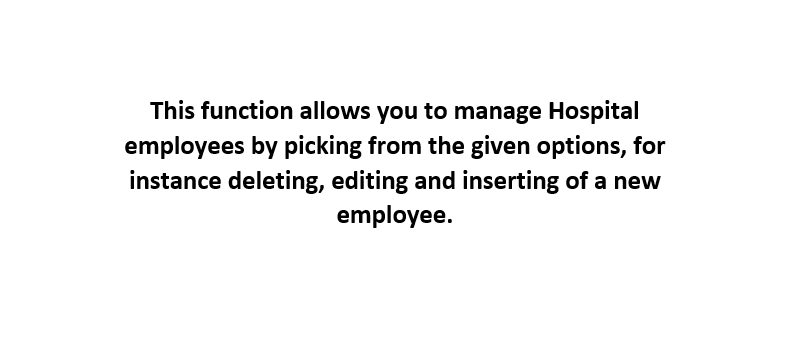 This function allows you to manage Hospital
employees by picking from the given options, for
instance deleting, editing and inserting of a new
employee.